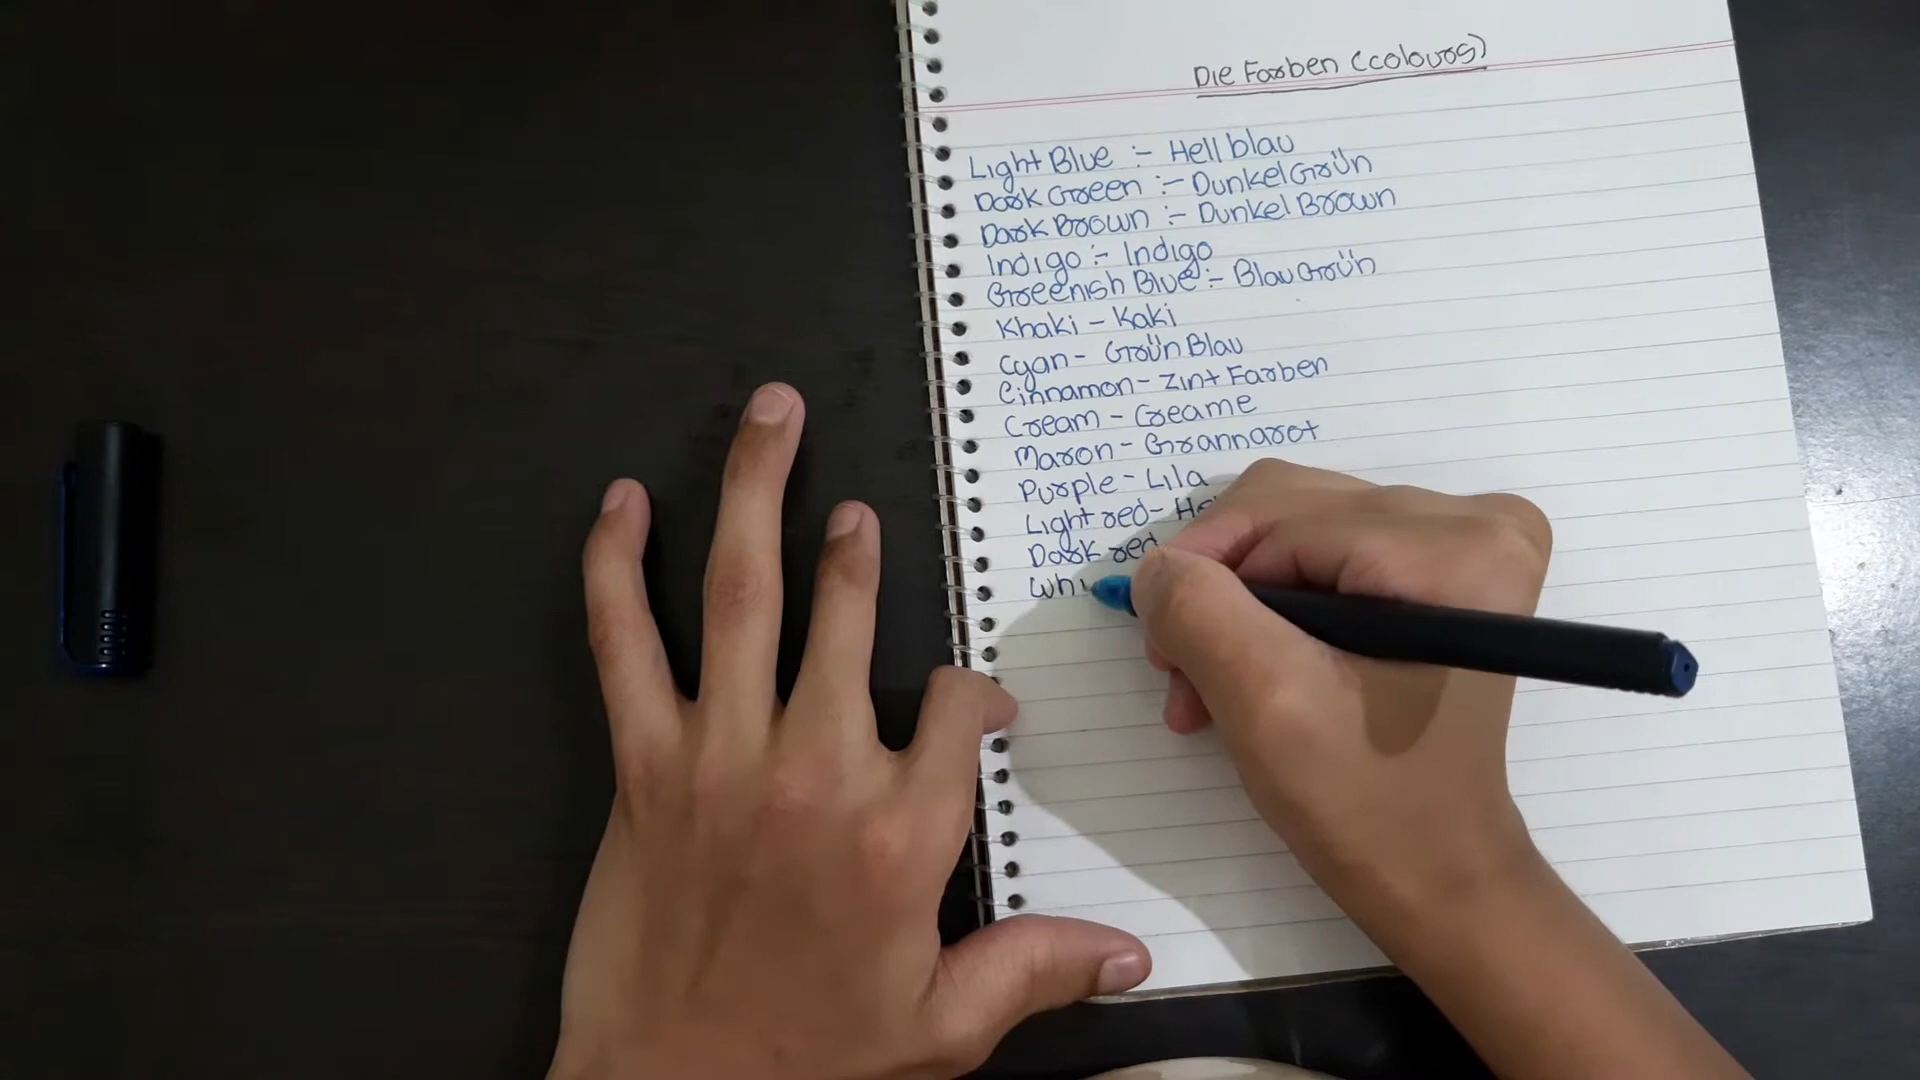 Die Farben (colours)
Light Blue :- Hell blau
Dark Green :- Dunkel Grün
Dark Brown :- Dunkel Brown
Indigo :- Indigo
Greenish Blue :- Blau Grün
Khaki - Kaki
Cyan - Grün Blau
Cinnamon - Zint Farben
Cream - Creame
Maron - Grannarot
Purple - Lila
Light red -
Dark red